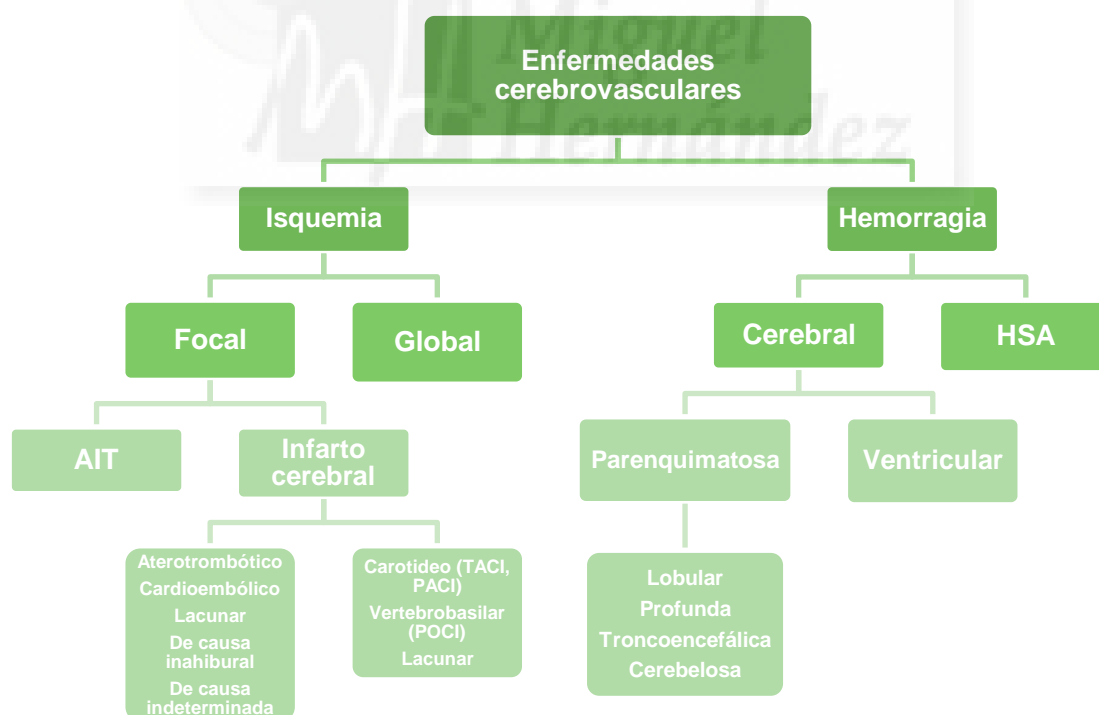 Miguel
Hernández
Enfermedades
cerebrovasculares
Isquemia
Hemorragia
Focal
Global
Cerebral
HSA
AIT
Infarto
cerebral
Parenquimatosa
Ventricular
Aterotrombótico
Cardioembólico
Lacunar
De causa
inahibural
De causa
indeterminada
Carotideo (TACI,
PACI)
Vertebrobasilar
(POCI)
Lacunar
Lobular
Profunda
Troncoencefálica
Cerebelosa